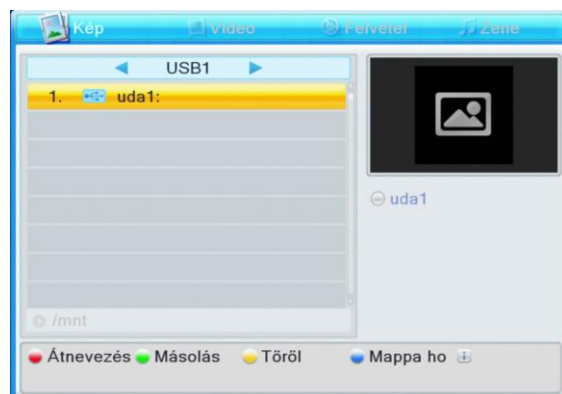 Kép Video Felvétel Zene
USB1
1. uda1:
uda1
/mnt
Átnevezés Másolás Töröl Mappa ho